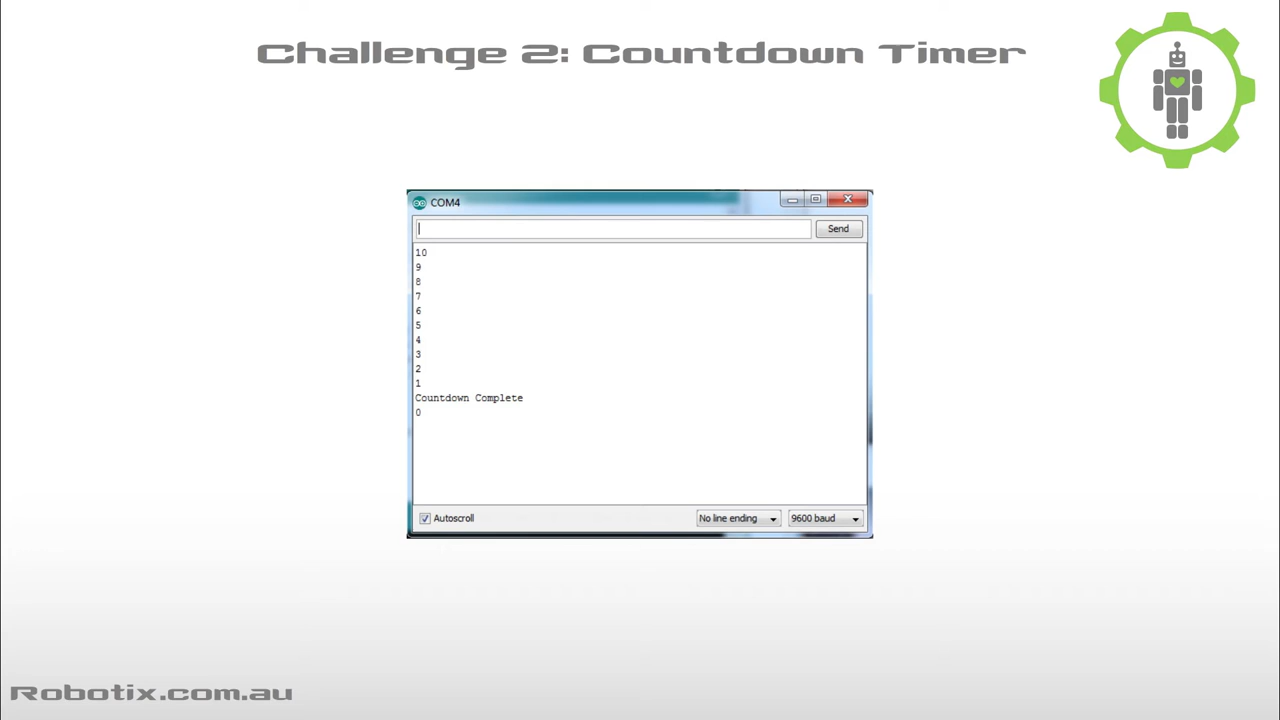 Challenge 2: Countdown Timer
COM4
Send
10
9
8
7
6
5
4
3
2
1
Countdown Complete
0
Autoscroll
No line ending
9600 baud
Robotix.com.au